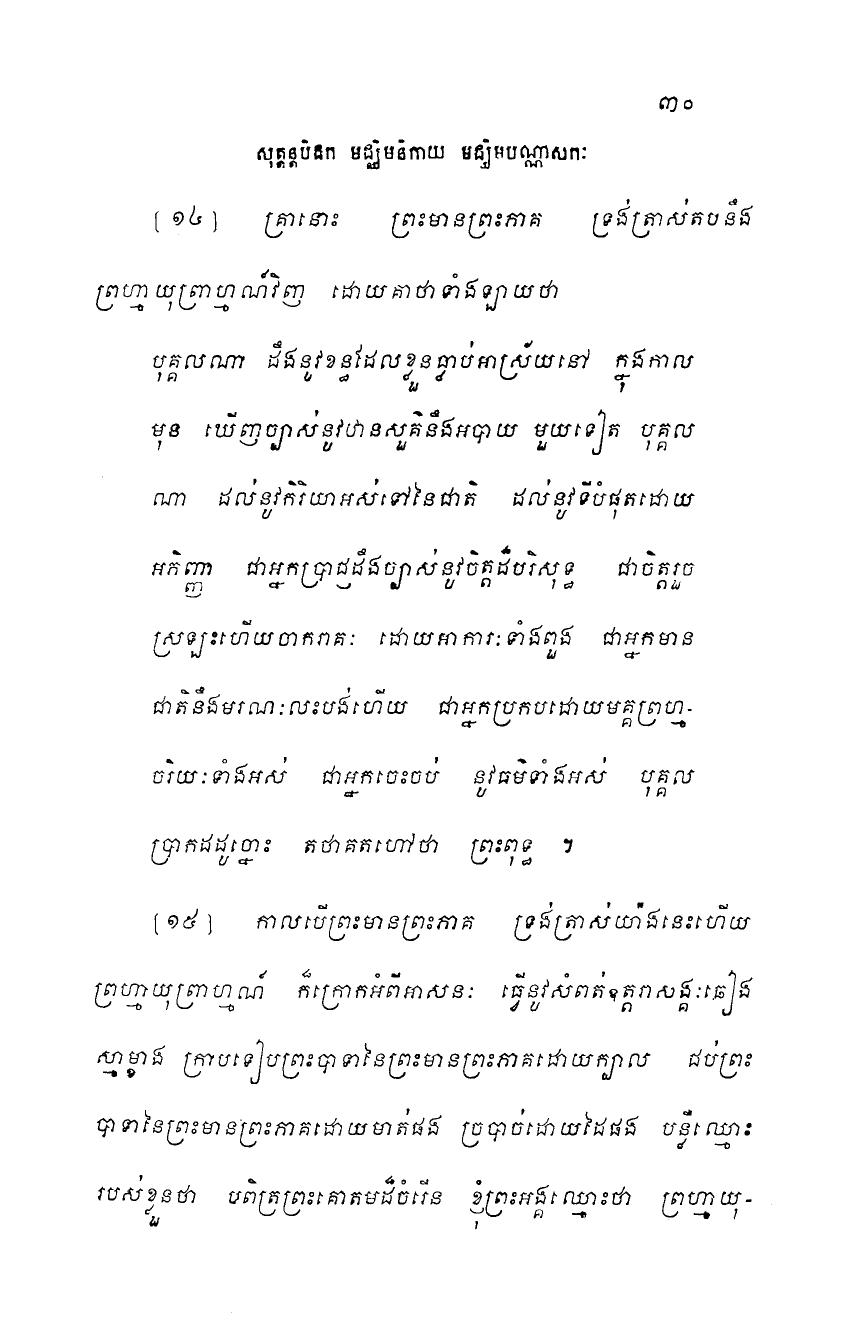 ៣០
សុត្តន្តបិដក មជ្ឈិមនិកាយ មជ្ឈិមបណ្ណាសកៈ
[១៤] គ្រានោះ ព្រះមានព្រះភាគ ទ្រង់ត្រាស់តបនឹង
ព្រហ្មាយុព្រាហ្មណ៍វិញ ដោយគាថាទាំងឡាយថា
បុគ្គលណា ដឹងនូវខន្ធដែលខ្លួនធ្លាប់អាស្រ័យនៅ ក្នុងកាល
មុន ឃើញច្បាស់នូវឋានសួគ៌និងអបាយ មួយទៀត បុគ្គល
ណា ដល់នូវកិរិយាអស់ទៅនៃជាតិ ដល់នូវទីបំផុតដោយ
អភិញ្ញា ជាអ្នកប្រាជ្ញដឹងច្បាស់នូវចិត្តដ៏បរិសុទ្ធ ជាចិត្តរួច
ស្រឡះហើយចាករាគៈ ដោយអាការៈទាំងពួង ជាអ្នកមាន
ជាតិនឹងមរណៈលះបង់ហើយ ជាអ្នកប្រកបដោយមគ្គព្រហ្ម-
ចរិយៈទាំងអស់ ជាអ្នកចេះចប់ នូវធម៌ទាំងអស់ បុគ្គល
ប្រាកដដូច្នោះ តថាគតហៅថា ព្រះពុទ្ធ ។
[១៥] កាលបើព្រះមានព្រះភាគ ទ្រង់ត្រាស់យ៉ាងនេះហើយ
ព្រហ្មាយុព្រាហ្មណ៍ ក៏ក្រោកអំពីអាសនៈ ធ្វើនូវសំពត់ឧត្តរាសង្គៈឆៀង
ស្មាម្ខាង ក្រាបទៀបព្រះបាទានៃព្រះមានព្រះភាគដោយក្បាល ជប់ព្រះ
បាទានៃព្រះមានព្រះភាគដោយមាត់ផង ច្របាច់ដោយដៃផង បន្លឺឈ្មោះ
របស់ខ្លួនថា បពិត្រព្រះគោតមដ៏ចំរើន ខ្ញុំព្រះអង្គឈ្មោះថា ព្រហ្មាយុ-